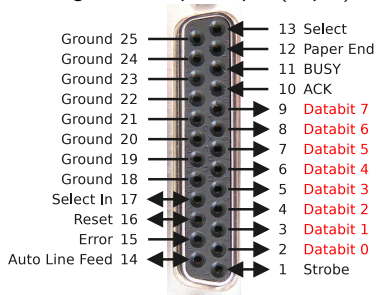 13 Select
Ground 25
12 Paper End
Ground 24
11 BUSY
Ground 23
10 ACK
Ground 22
9 Databit 7
Ground 21
8 Databit 6
Ground 20
7 Databit 5
Ground 19
6 Databit 4
Ground 18
5 Databit 3
Select In 17
4 Databit 2
Reset 16
3 Databit 1
Error 15
2 Databit 0
Auto Line Feed 14
1 Strobe